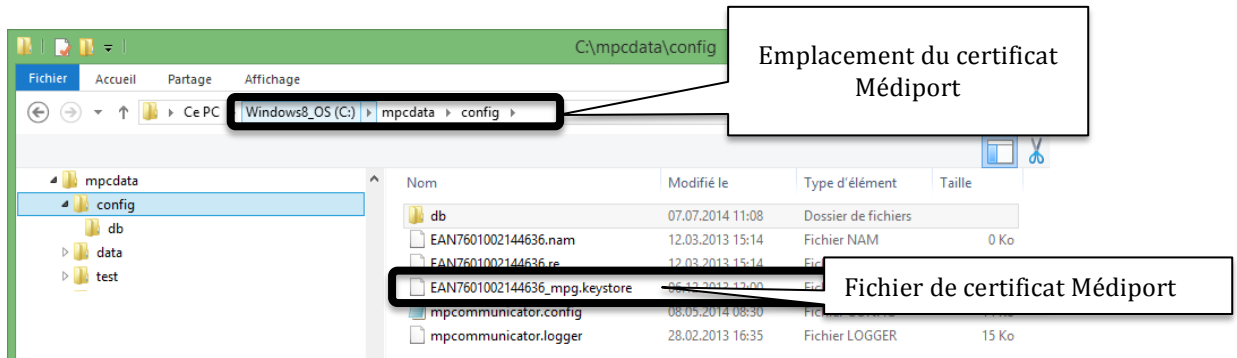 C:\mpcdata\config
Emplacement du certificat
Médiport
Fichier Accueil Partage Affichage
Ce PC Windows8_OS (C:) mpcdata config
mpcdata
config
db
data
test
Nom Modifié le Type d'élément Taille
db 07.07.2014 11:08 Dossier de fichiers
EAN7601002144636.nam 12.03.2013 15:14 Fichier NAM 0 Ko
EAN7601002144636.re 12.03.2013 15:14
EAN7601002144636_mpg.keystore
Fichier de certificat Médiport
mpcommunicator.config 08.05.2014 08:30
mpcommunicator.logger 28.02.2013 16:35 Fichier LOGGER 15 Ko